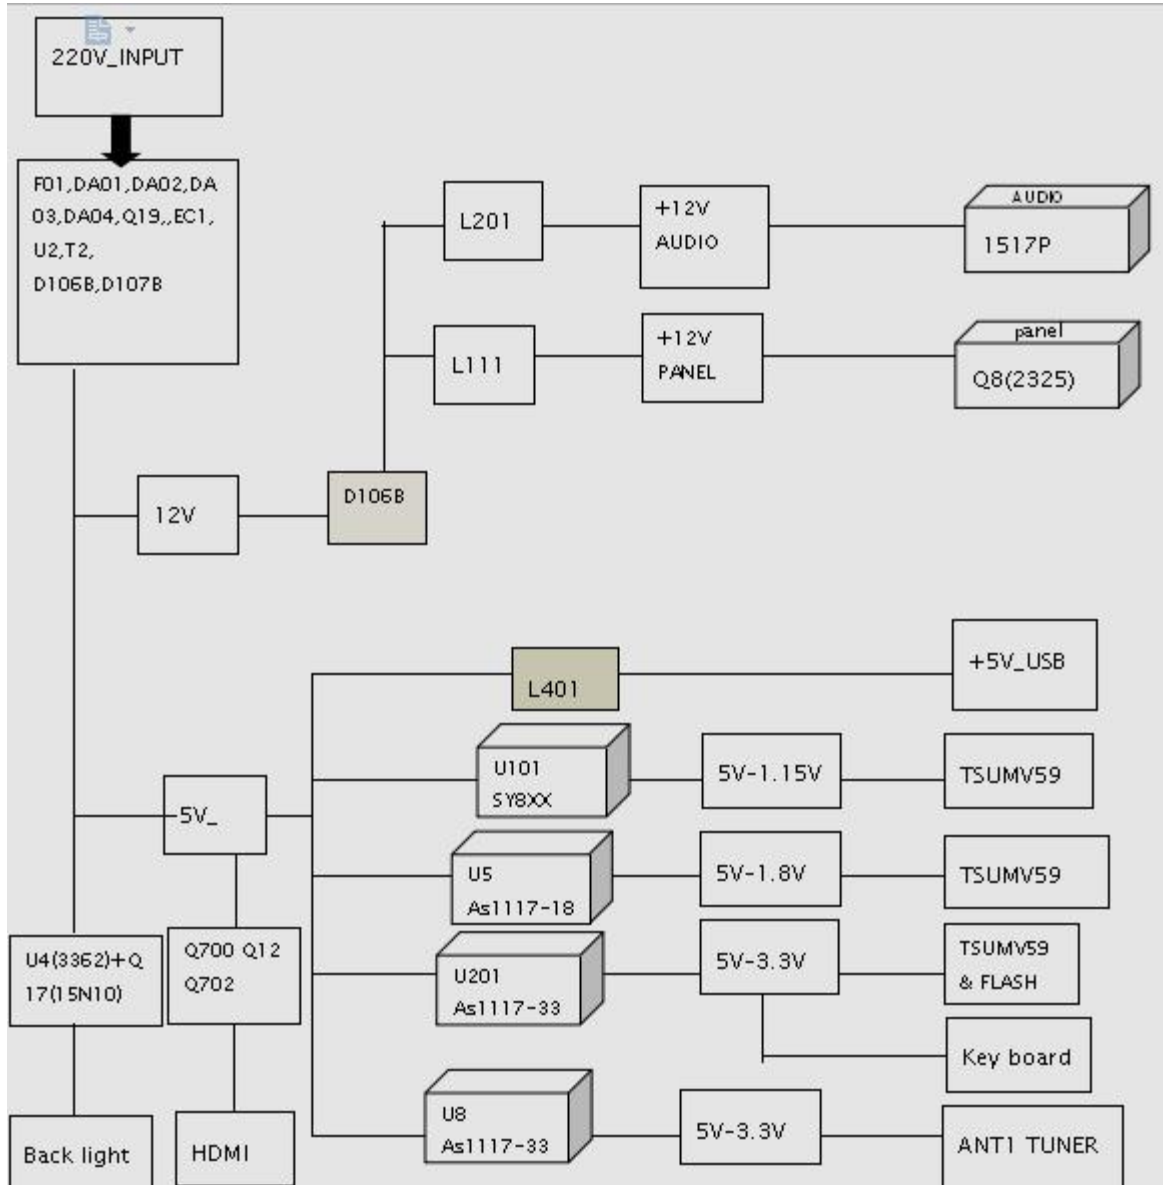 220V_INPUT
F01,DA01,DA02,DA
03,DA04,Q19,,EC1,
U2,T2,
D106B,D107B
L201
+12V
AUDIO
AUDIO
1517P
L111
+12V
PANEL
panel
Q8(2325)
12V
D106B
L401
+5V_USB
U101
SY8XX
5V-1.15V
TSUMV59
5V_
U5
As1117-18
5V-1.8V
TSUMV59
U4(3362)+Q
17(15N10)
Q700 Q12
Q702
U201
As1117-33
5V-3.3V
TSUMV59
& FLASH
Key board
Back light
HDMI
U8
As1117-33
5V-3.3V
ANT1 TUNER